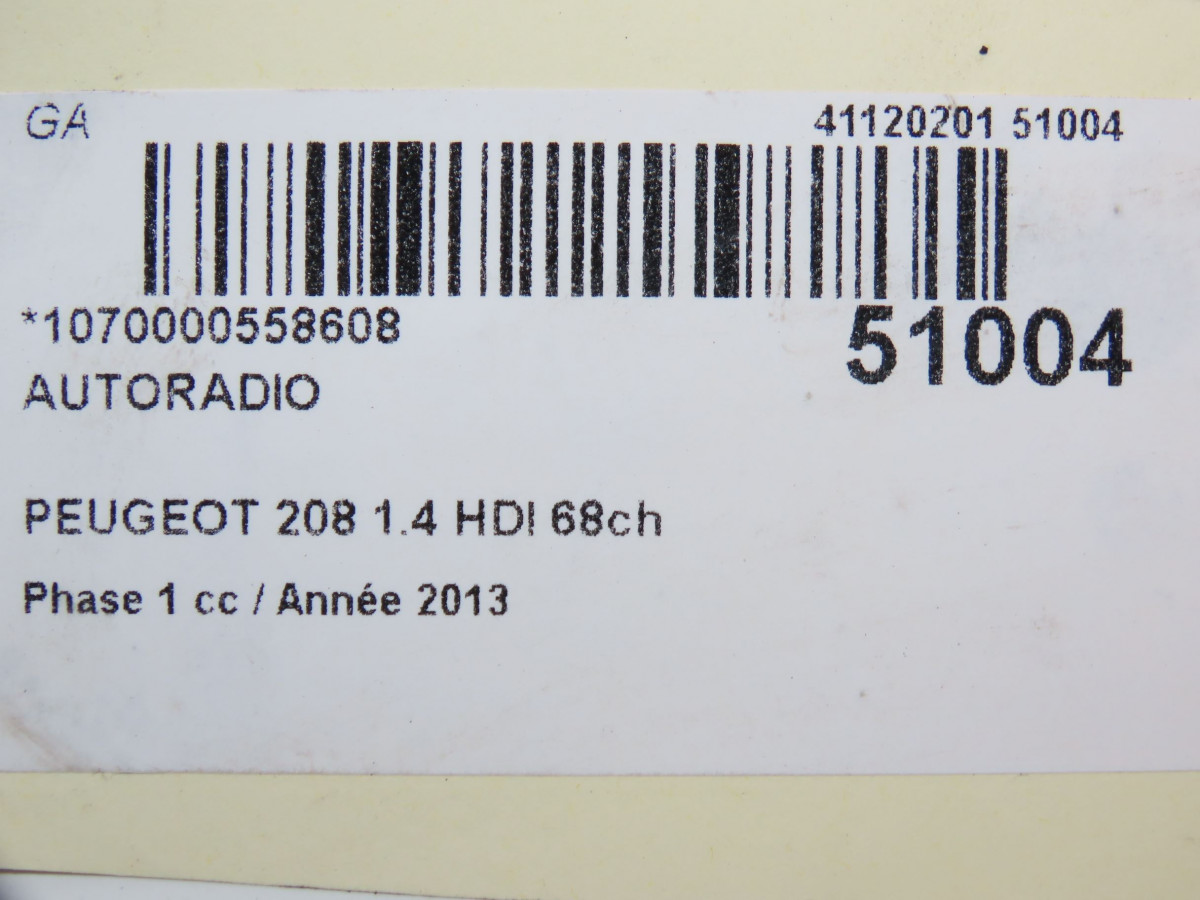 GA
41120201 51004
*1070000558608
51004
AUTORADIO
PEUGEOT 208 1.4 HDI 68ch
Phase 1 cc / Année 2013